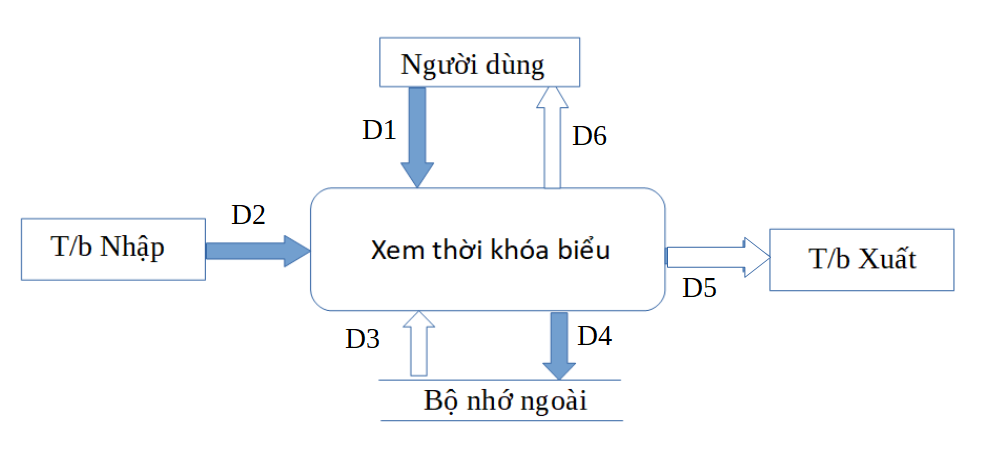 Người dùng
D1
D6
D2
T/b Nhập
Xem thời khóa biểu
T/b Xuất
D5
D3
D4
Bộ nhớ ngoài